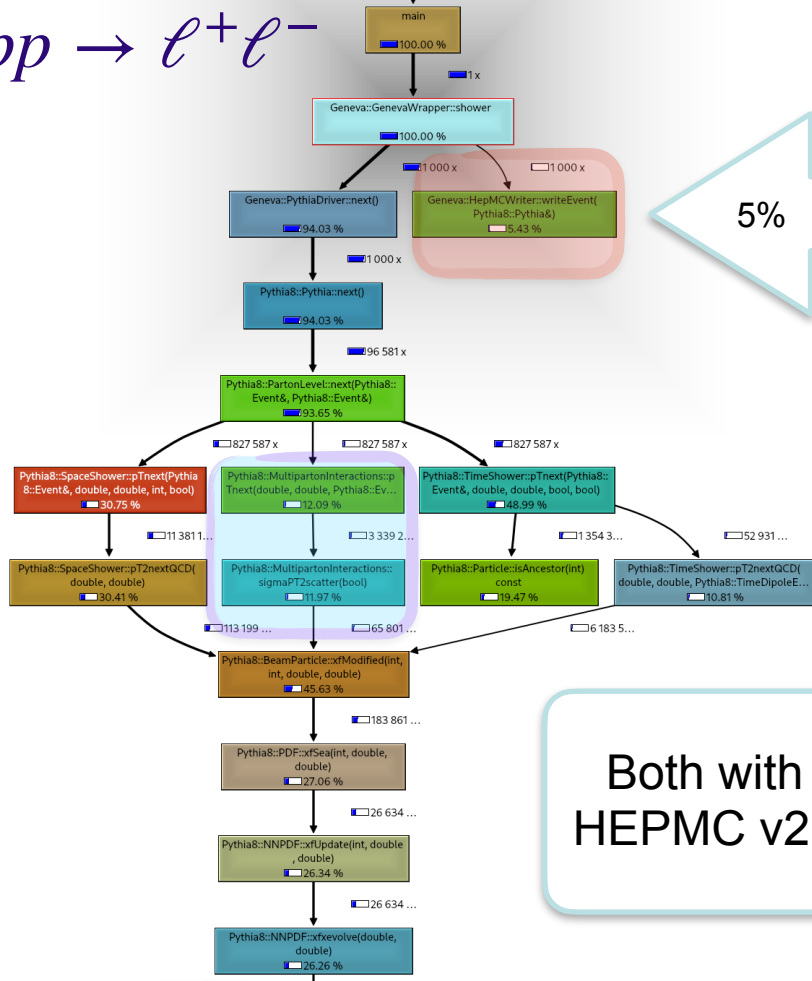 pp → ℓ⁺ℓ⁻
main
100.00 %
1 x
Geneva::GenevaWrapper::shower
100.00 %
1 000 x
1 000 x
Geneva::PythiaDriver::next()
94.03 %
Geneva::HepMCWriter::writeEvent(
Pythia8::Pythia&)
5.43 %
5%
1 000 x
Pythia8::Pythia::next()
94.03 %
96 581 x
Pythia8::PartonLevel::next(Pythia8::
Event&, Pythia8::Event&)
93.65 %
827 587 x
827 587 x
827 587 x
Pythia8::SpaceShower::pTnext(Pythia
8::Event&, double, double, int, bool)
30.75 %
Pythia8::MultipartonInteractions::p
Tnext(double, double, Pythia8::Ev...
12.09 %
Pythia8::TimeShower::pTnext(Pythia8::
Event&, double, double, bool, bool)
48.99 %
11 381 1...
3 339 2...
1 354 3...
52 931 ...
Pythia8::SpaceShower::pT2nextQCD(
double, double)
30.41 %
Pythia8::MultipartonInteractions::
sigmaPT2scatter(bool)
11.97 %
Pythia8::Particle::isAncestor(int)
const
19.47 %
Pythia8::TimeShower::pT2nextQCD(
double, double, Pythia8::TimeDipoleE...
10.81 %
113 199 ...
65 801 ...
6 183 5...
Pythia8::BeamParticle::xfModified(int,
int, double, double)
45.63 %
183 861 ...
Pythia8::PDF::xfSea(int, double,
double)
27.06 %
26 634 ...
Pythia8::NNPDF::xfUpdate(int, double
, double)
26.34 %
26 634 ...
Pythia8::NNPDF::xfxevolve(double,
double)
26.26 %
Both with
HEPMC v2